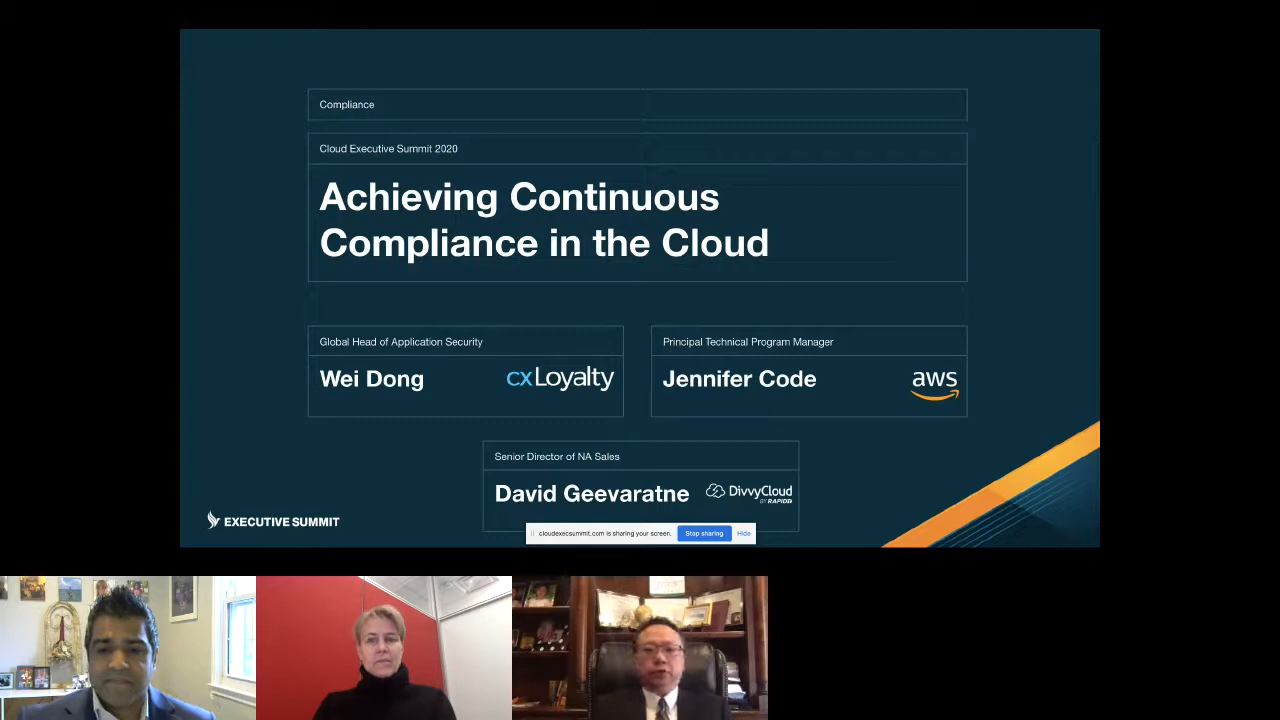 Compliance
Cloud Executive Summit 2020
Achieving Continuous
Compliance in the Cloud
Global Head of Application Security
Wei Dong
cxLoyalty
Principal Technical Program Manager
Jennifer Code
aws
Senior Director of NA Sales
David Geevaratne
DivvyCloud
BY RAPID7
EXECUTIVE SUMMIT
cloudexecsummit.com is sharing your screen.
Stop sharing
Hide